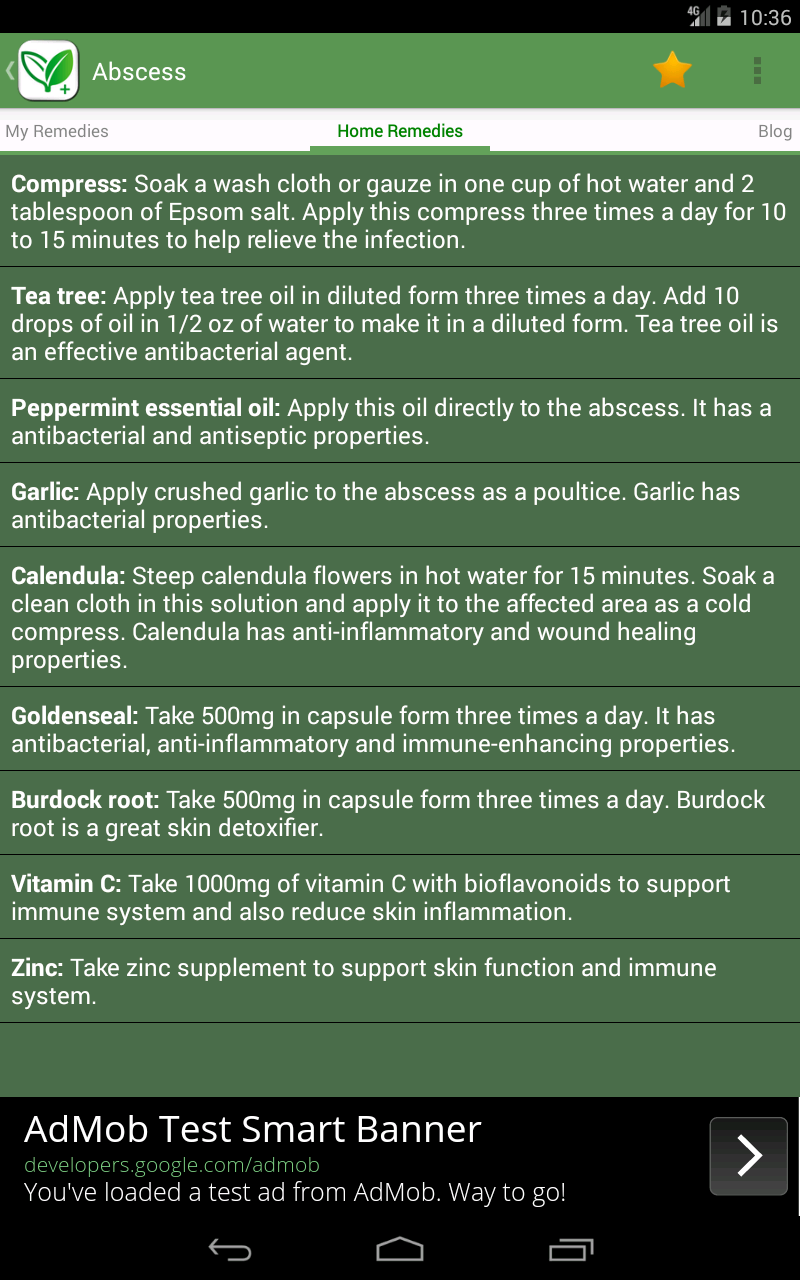 4G 10:36
Abscess
My Remedies Home Remedies Blog
Compress: Soak a wash cloth or gauze in one cup of hot water and 2
tablespoon of Epsom salt. Apply this compress three times a day for 10
to 15 minutes to help relieve the infection.
Tea tree: Apply tea tree oil in diluted form three times a day. Add 10
drops of oil in 1/2 oz of water to make it in a diluted form. Tea tree oil is
an effective antibacterial agent.
Peppermint essential oil: Apply this oil directly to the abscess. It has a
antibacterial and antiseptic properties.
Garlic: Apply crushed garlic to the abscess as a poultice. Garlic has
antibacterial properties.
Calendula: Steep calendula flowers in hot water for 15 minutes. Soak a
clean cloth in this solution and apply it to the affected area as a cold
compress. Calendula has anti-inflammatory and wound healing
properties.
Goldenseal: Take 500mg in capsule form three times a day. It has
antibacterial, anti-inflammatory and immune-enhancing properties.
Burdock root: Take 500mg in capsule form three times a day. Burdock
root is a great skin detoxifier.
Vitamin C: Take 1000mg of vitamin C with bioflavonoids to support
immune system and also reduce skin inflammation.
Zinc: Take zinc supplement to support skin function and immune
system.
AdMob Test Smart Banner
developers.google.com/admob
You've loaded a test ad from AdMob. Way to go!